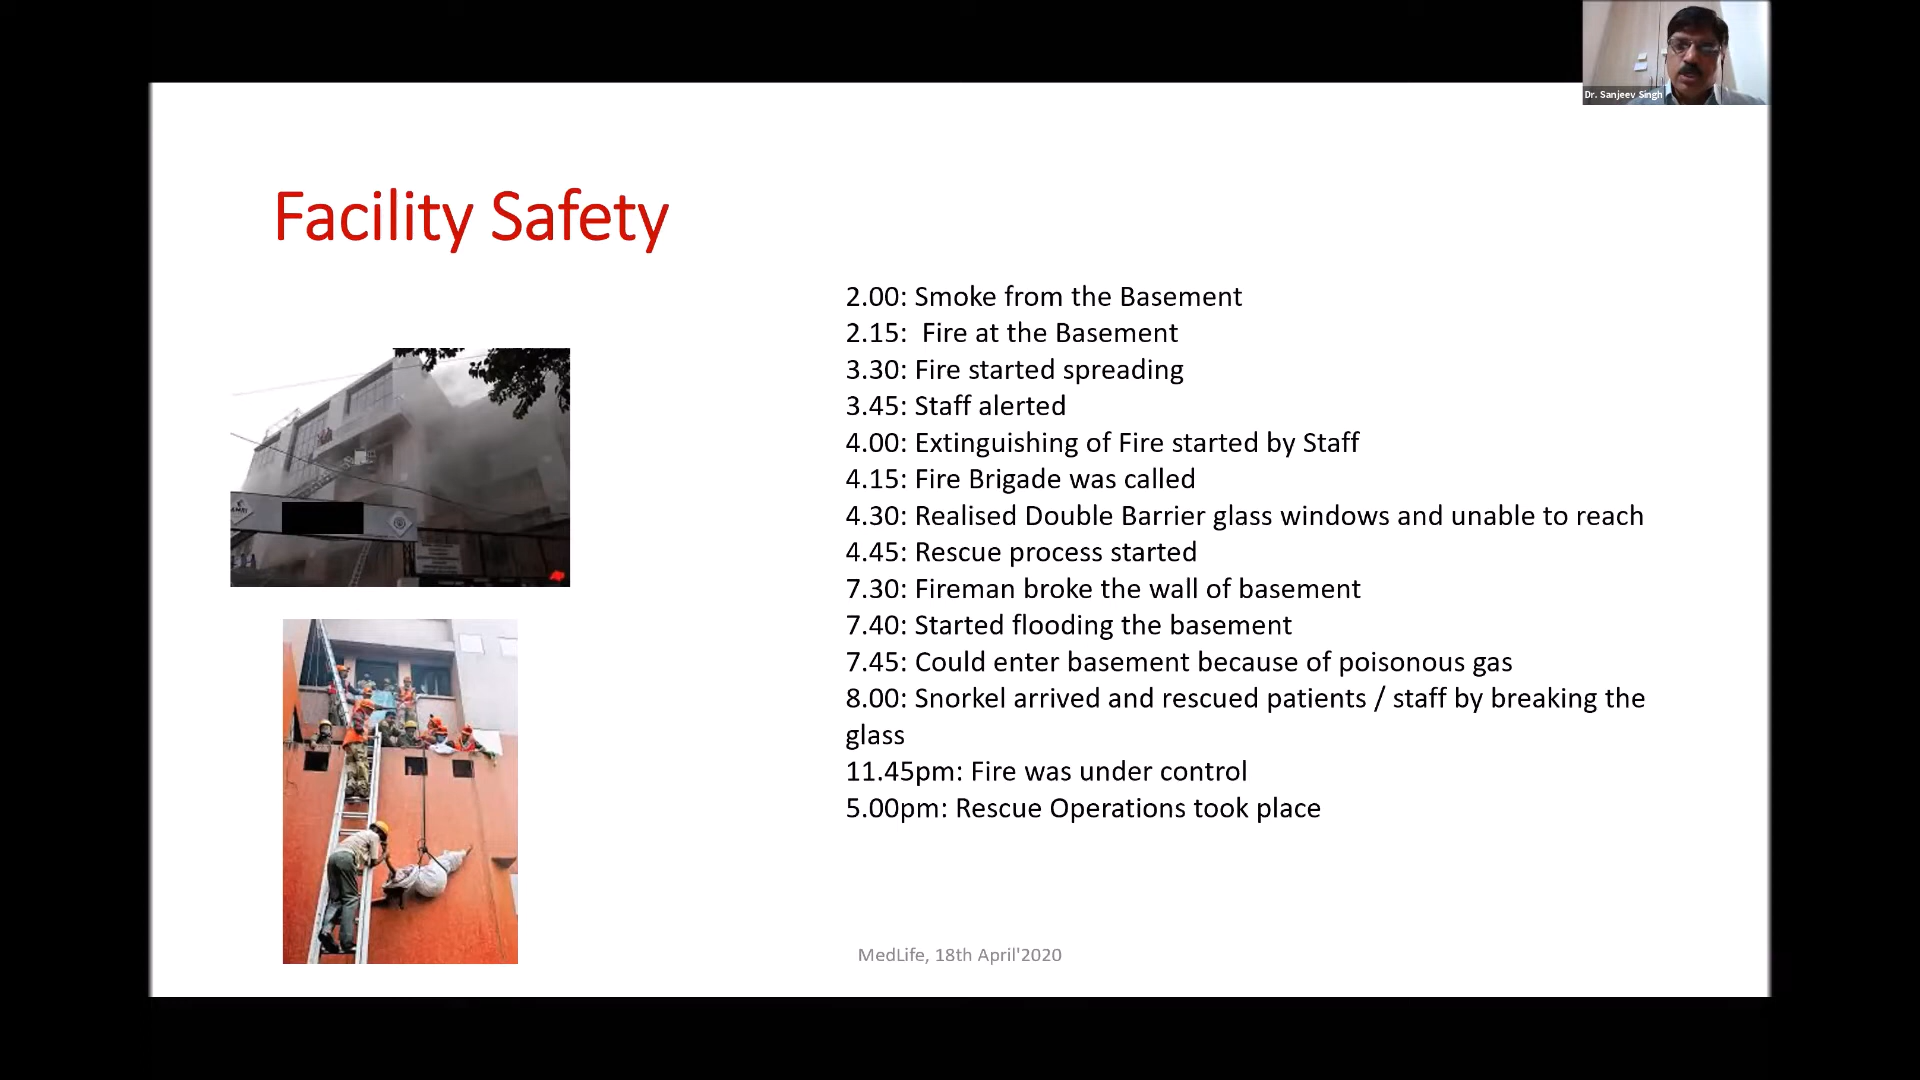 Dr. Sanjeev Singh
Facility Safety
2.00: Smoke from the Basement
2.15:  Fire at the Basement
3.30: Fire started spreading
3.45: Staff alerted
4.00: Extinguishing of Fire started by Staff
4.15: Fire Brigade was called
4.30: Realised Double Barrier glass windows and unable to reach
4.45: Rescue process started
7.30: Fireman broke the wall of basement
7.40: Started flooding the basement
7.45: Could enter basement because of poisonous gas
8.00: Snorkel arrived and rescued patients / staff by breaking the
glass
11.45pm: Fire was under control
5.00pm: Rescue Operations took place
AMRI
MedLife, 18th April'2020